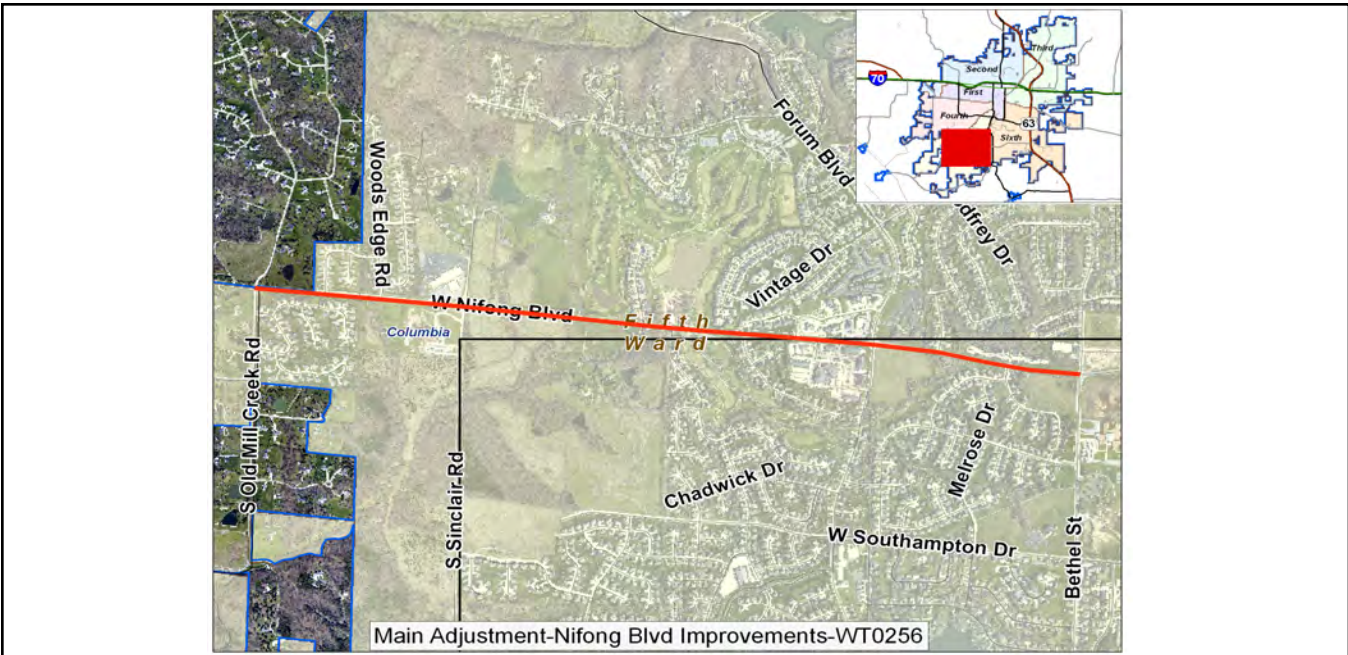 Third
Second
70
First
Fourth
63
Sixth
Forum Blvd
Woods Edge Rd
dfrey Dr
Vintage Dr
W Nifong Blvd
Fifth
Ward
Columbia
S Old Mill Creek Rd
S Sinclair Rd
Chadwick Dr
Melrose Dr
W Southampton Dr
Bethel St
Main Adjustment-Nifong Blvd Improvements-WT0256